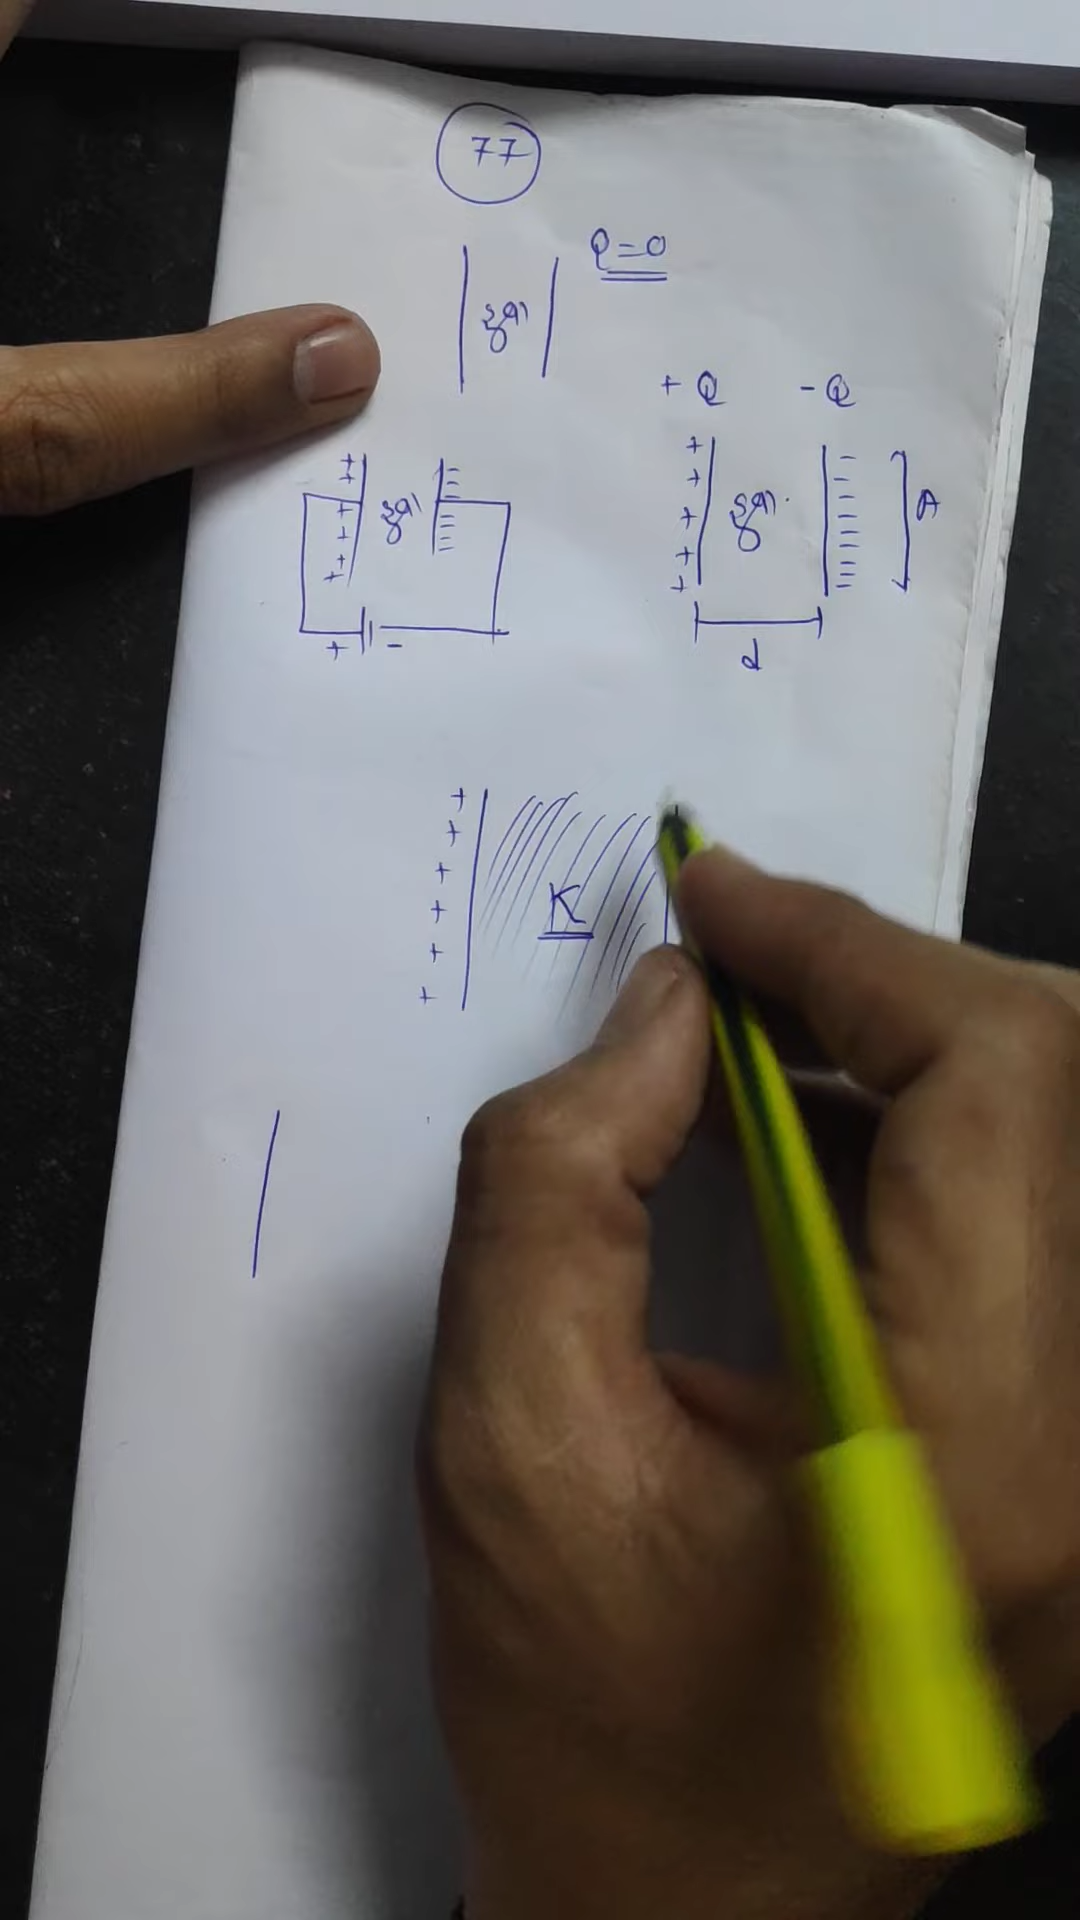 77
Q=0
हवा
+ Q - Q
+ + + + + +
हवा
+ -
+ + + + +
हवा
A
d
+ + + + + +
K